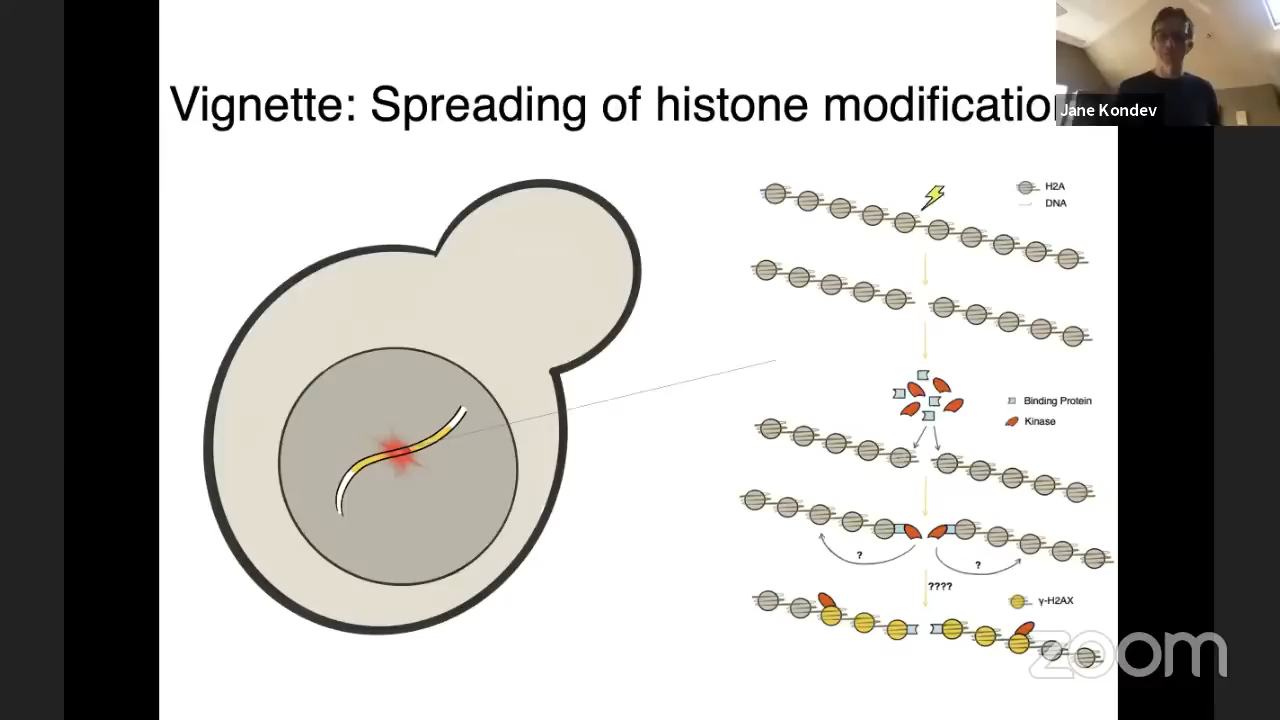 Vignette: Spreading of histone modificatio
Jane Kondev
H2A
DNA
Binding Protein
Kinase
?
?
????
γ-H2AX
zoom